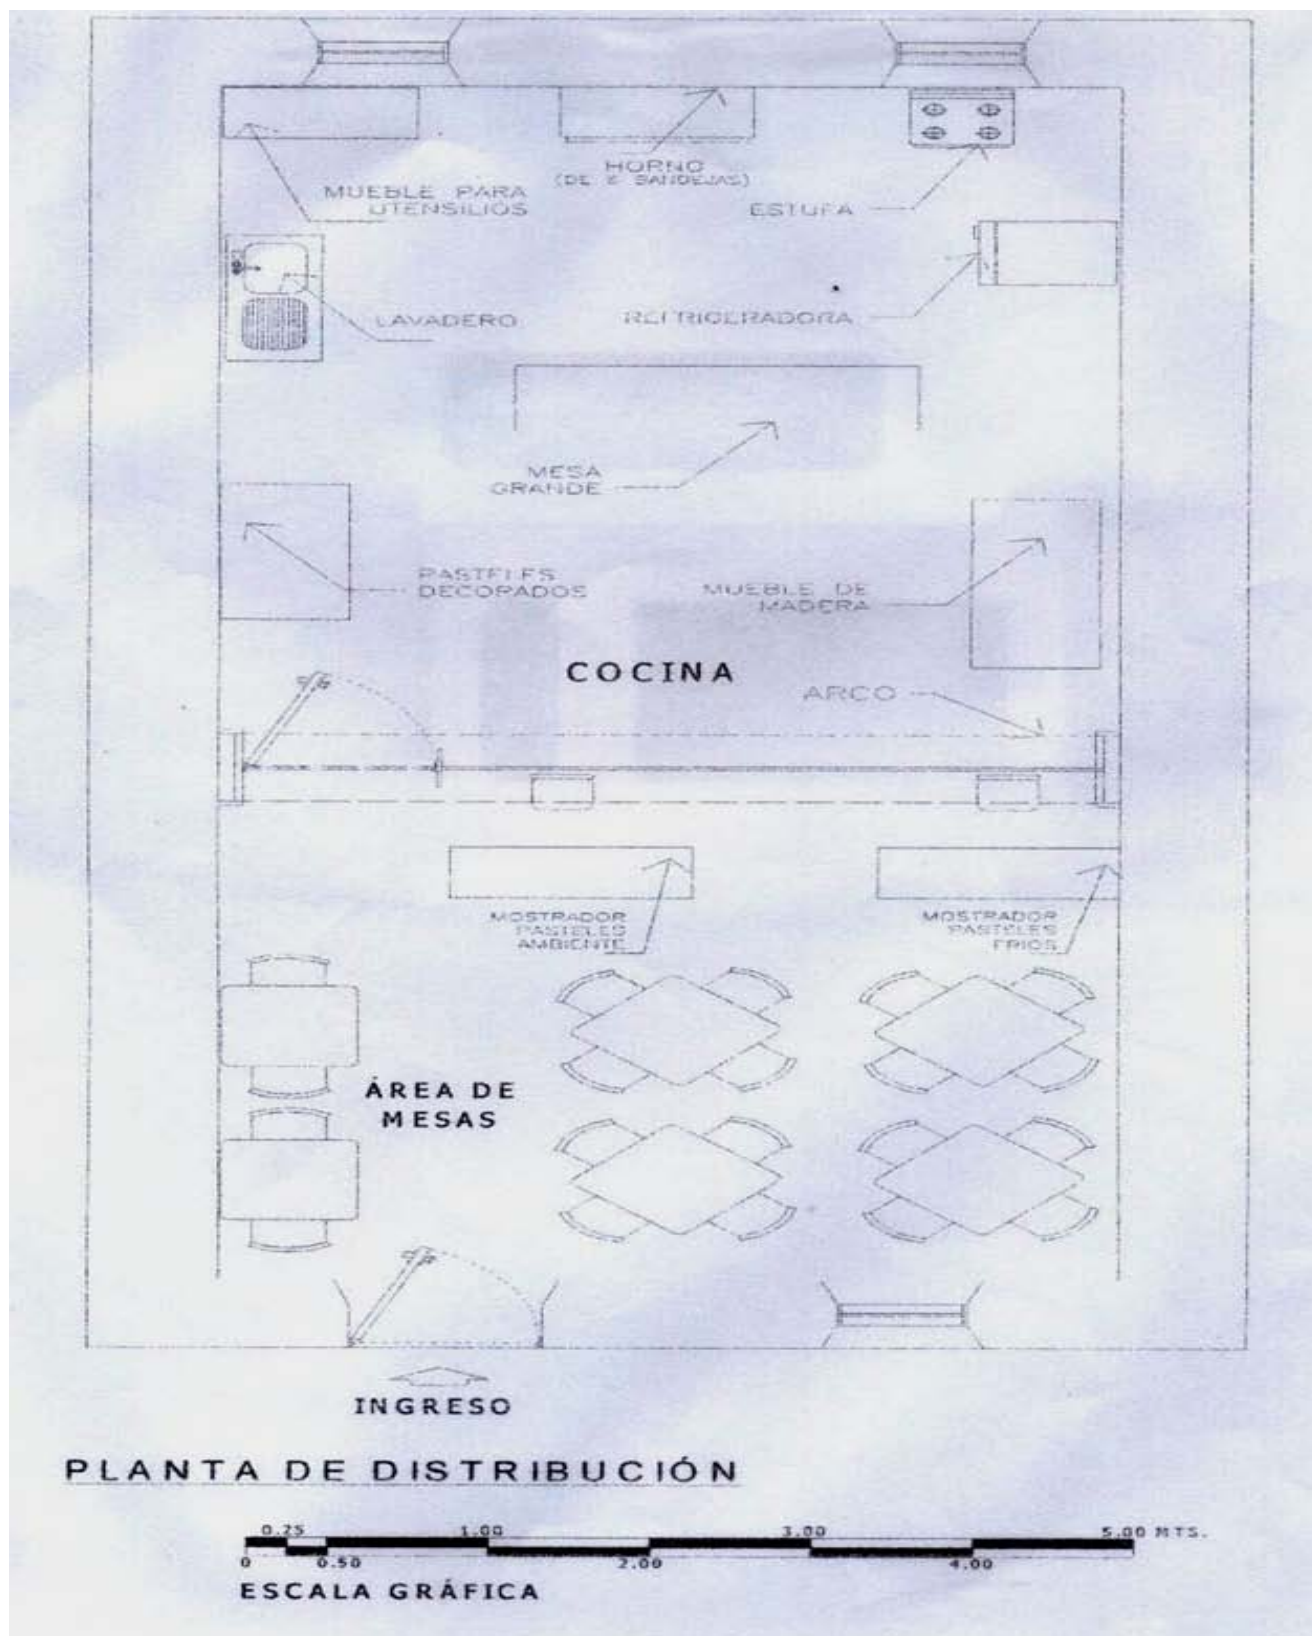 HORNO
(DE 2 BANDEJAS)
MUEBLE PARA
UTENSILIOS
ESTUFA
LAVADERO
REFRIGERADORA
MESA
GRANDE
PASTELES
DECORADOS
MUEBLE DE
MADERA
COCINA
ARCO
MOSTRADOR
PASTELES
AMBIENTE
MOSTRADOR
PASTELES
FRIOS
ÁREA DE
MESAS
INGRESO
PLANTA DE DISTRIBUCIÓN
0.25 1.00 3.00 5.00 MTS.
0 0.50 2.00 4.00
ESCALA GRÁFICA